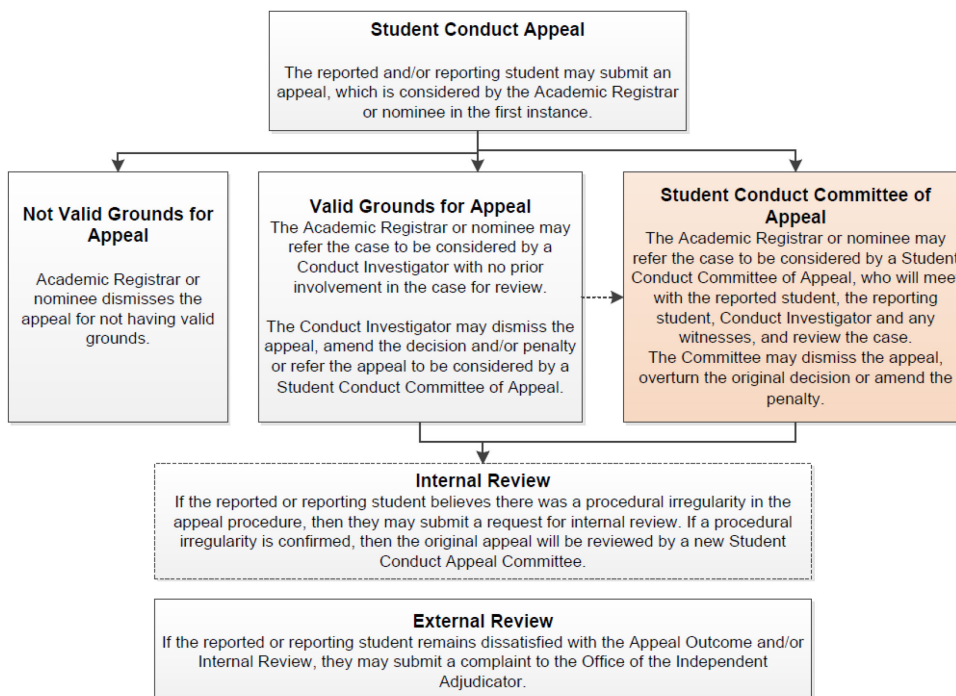 Student Conduct Appeal
The reported and/or reporting student may submit an
appeal, which is considered by the Academic Registrar
or nominee in the first instance.
Not Valid Grounds for
Appeal
Academic Registrar or
nominee dismisses the
appeal for not having valid
grounds.
Valid Grounds for Appeal
The Academic Registrar or nominee may
refer the case to be considered by a
Conduct Investigator with no prior
involvement in the case for review.
The Conduct Investigator may dismiss the
appeal, amend the decision and/or penalty
or refer the appeal to be considered by a
Student Conduct Committee of Appeal.
Student Conduct Committee of
Appeal
The Academic Registrar or nominee may
refer the case to be considered by a Student
Conduct Committee of Appeal, who will meet
with the reported student, the reporting
student, Conduct Investigator and any
witnesses, and review the case.
The Committee may dismiss the appeal,
overturn the original decision or amend the
penalty.
Internal Review
If the reported or reporting student believes there was a procedural irregularity in the
appeal procedure, then they may submit a request for internal review. If a procedural
irregularity is confirmed, then the original appeal will be reviewed by a new Student
Conduct Appeal Committee.
External Review
If the reported or reporting student remains dissatisfied with the Appeal Outcome and/or
Internal Review, they may submit a complaint to the Office of the Independent
Adjudicator.